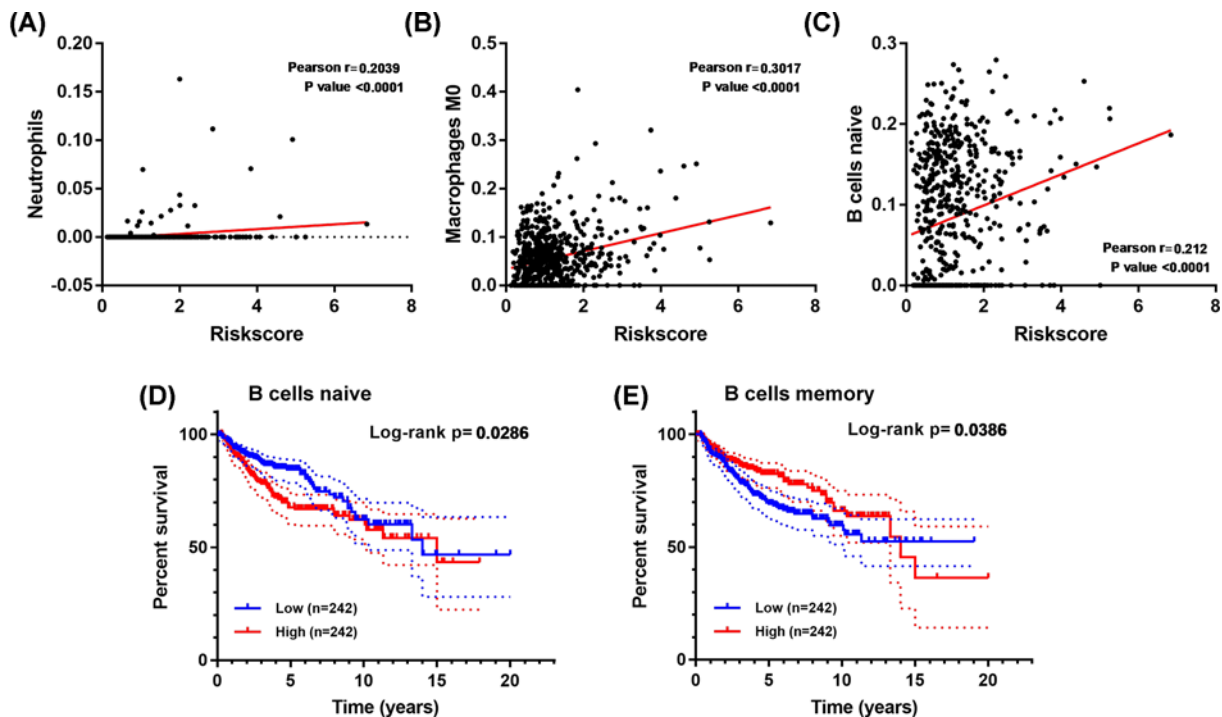 (A)
Neutrophils
0.20
0.15
0.10
0.05
0.00
-0.05
Pearson r=0.2039
P value <0.0001
0 2 4 6 8
Riskscore
(B)
Macrophages M0
0.5
0.4
0.3
0.2
0.1
0.0
Pearson r=0.3017
P value <0.0001
0 2 4 6 8
Riskscore
(C)
B cells naive
0.3
0.2
0.1
0.0
Pearson r=0.212
P value <0.0001
0 2 4 6 8
Riskscore
(D)
B cells naive
Log-rank p= 0.0286
Percent survival
100
50
0
Low (n=242)
High (n=242)
0 5 10 15 20
Time (years)
(E)
B cells memory
Log-rank p= 0.0386
Percent survival
100
50
0
Low (n=242)
High (n=242)
0 5 10 15 20
Time (years)